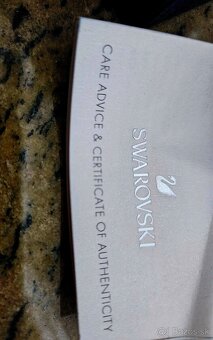 SWAROVSKI
CARE ADVICE & CERTIFICATE OF AUTHENTICITY